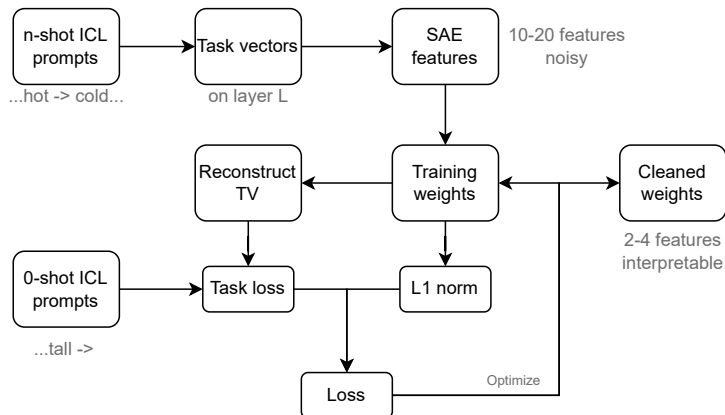 n-shot ICL
prompts
...hot -> cold...
Task vectors
on layer L
SAE
features
10-20 features
noisy
Reconstruct
TV
Training
weights
Cleaned
weights
2-4 features
interpretable
0-shot ICL
prompts
...tall ->
Task loss
L1 norm
Loss
Optimize